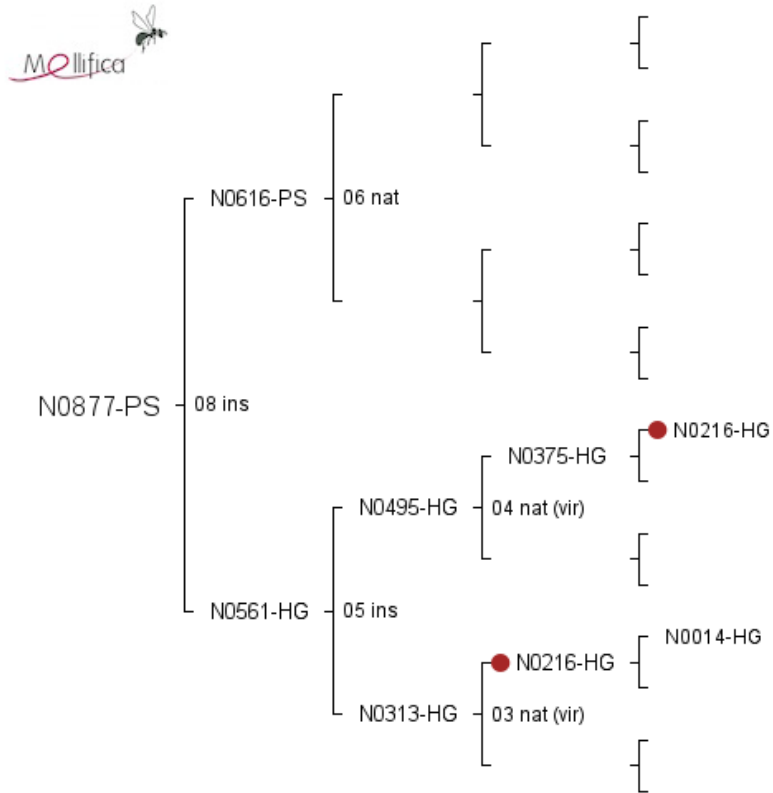 Mellifica
N0616-PS
06 nat
N0877-PS
08 ins
N0216-HG
N0375-HG
N0495-HG
04 nat (vir)
N0561-HG
05 ins
N0014-HG
N0216-HG
N0313-HG
03 nat (vir)